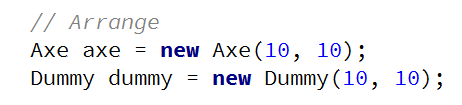 // Arrange
Axe axe = new Axe(10, 10);
Dummy dummy = new Dummy(10, 10);